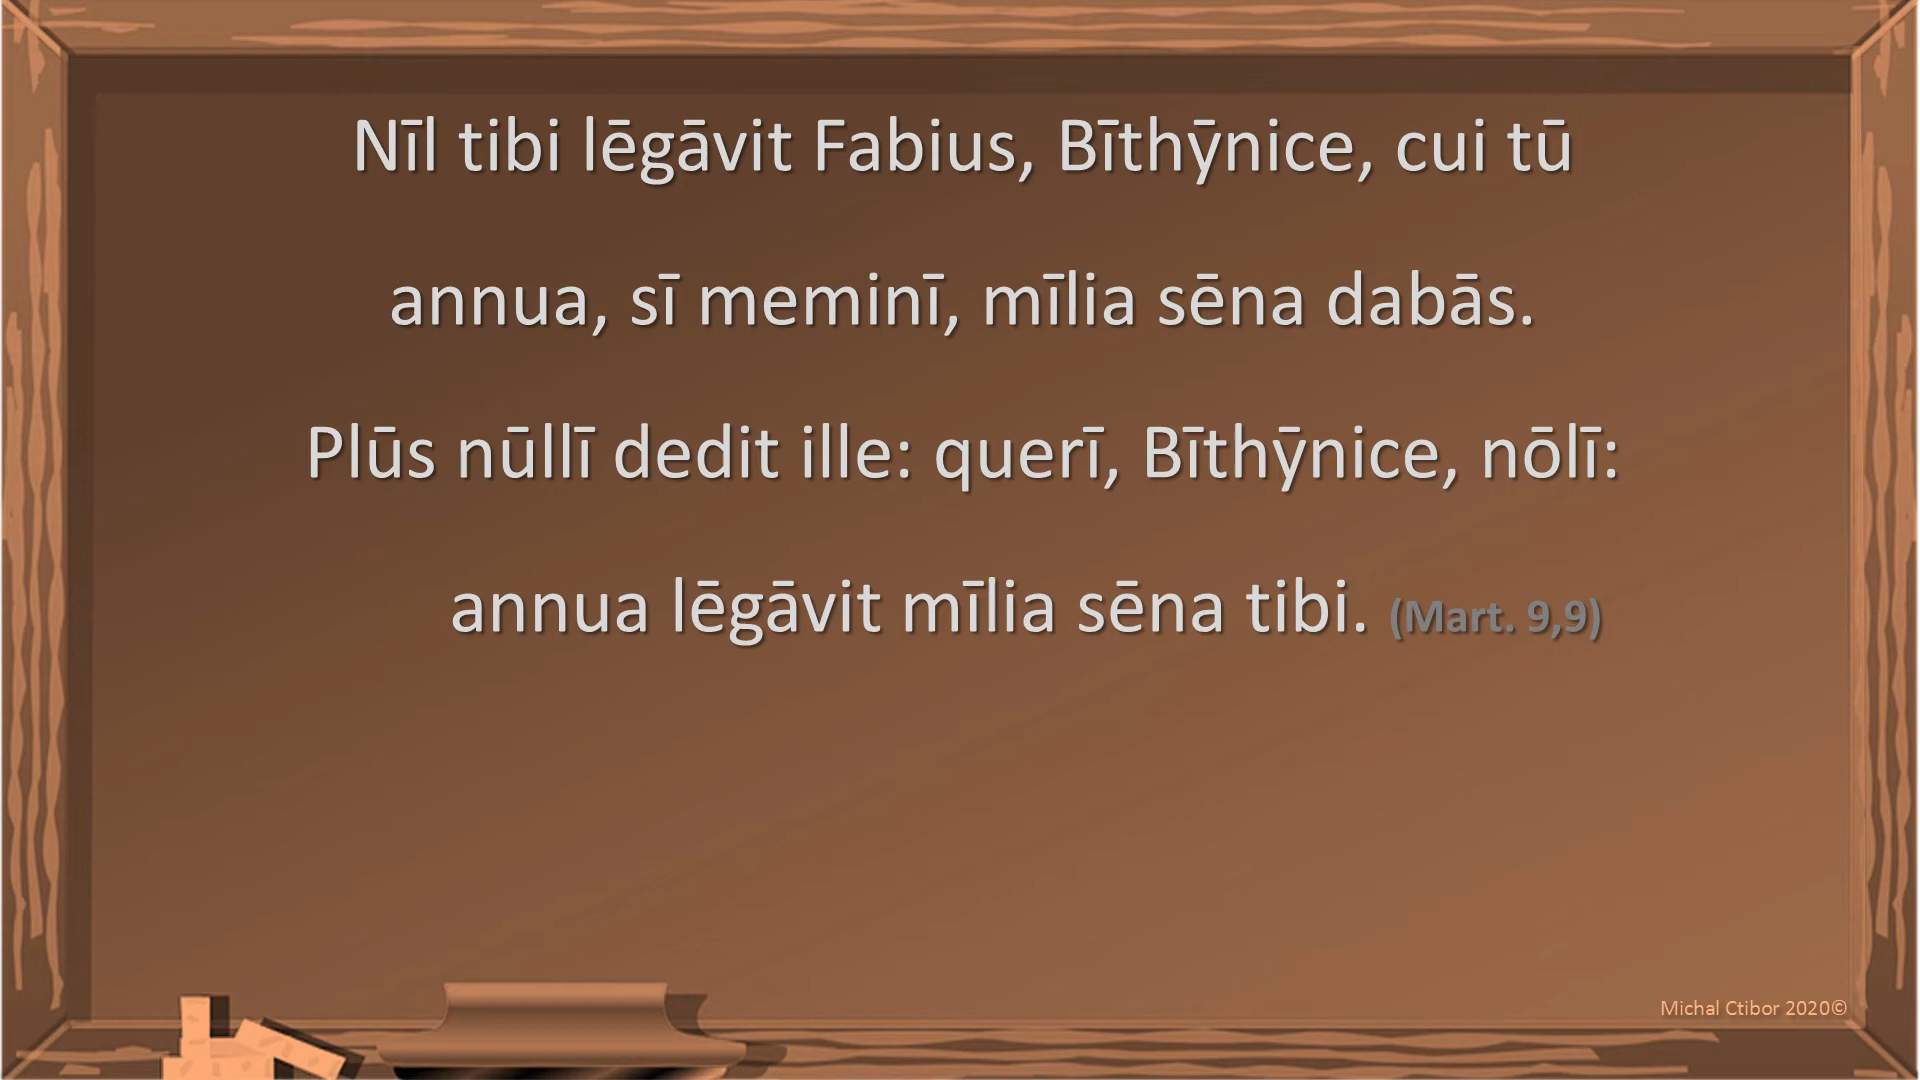 Nīl tibi lēgāvit Fabius, Bīthȳnice, cui tū
annua, sī meminī, mīlia sēna dabās.
Plūs nūllī dedit ille: querī, Bīthȳnice, nōlī:
annua lēgāvit mīlia sēna tibi. (Mart. 9,9)
Michal Ctibor 2020©